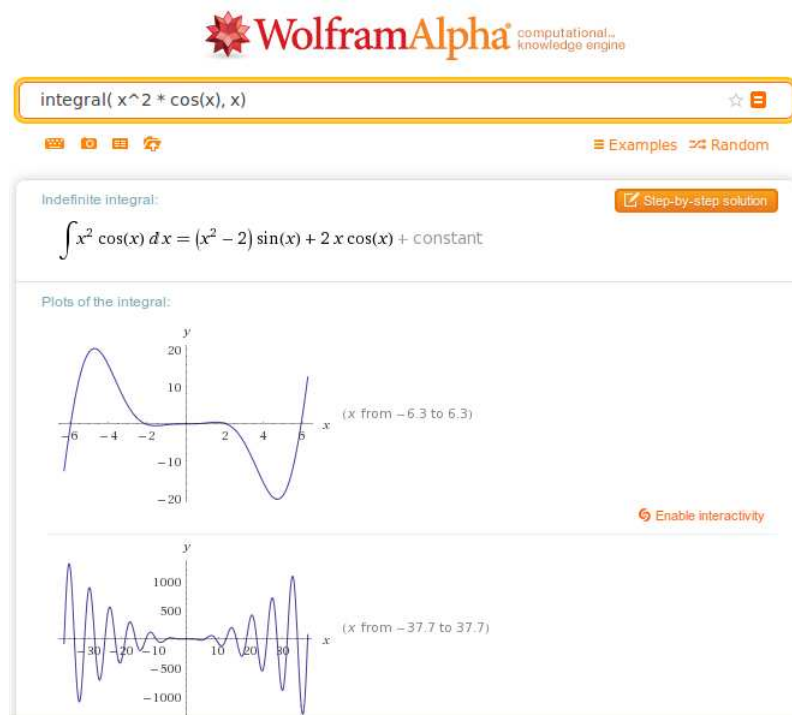 WolframAlpha computational... knowledge engine
integral( x^2 * cos(x), x)
Examples Random
Indefinite integral:
Step-by-step solution
∫x² cos(x) dx = (x² − 2) sin(x) + 2 x cos(x) + constant
Plots of the integral:
y
20
10
(x from −6.3 to 6.3)
x
−6 −4 −2 2 4 6
−10
−20
Enable interactivity
y
1000
500
(x from −37.7 to 37.7)
x
−30 −20 −10 10 20 30
−500
−1000